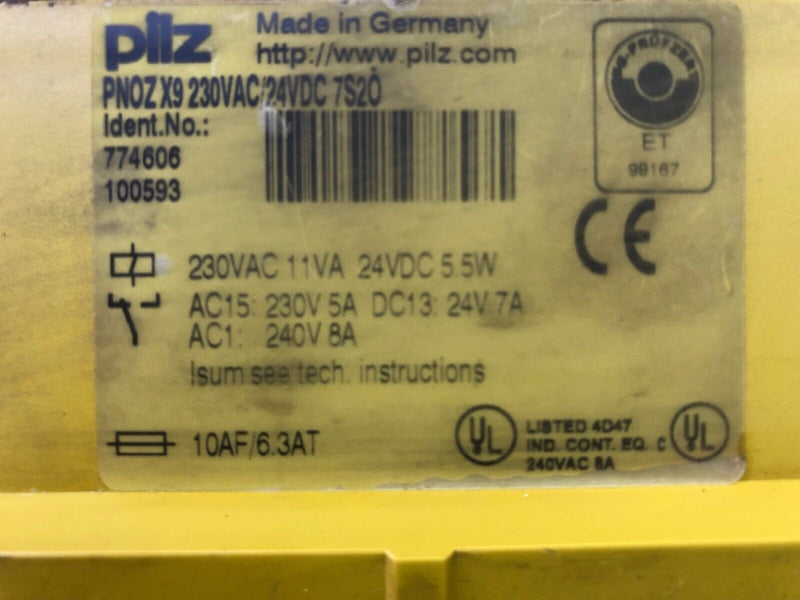 pilz
Made in Germany
http://www.pilz.com
PNOZ X9 230VAC/24VDC 7S2Ö
Ident.No.:
774606
100593
G-PRÜFZERT
ET
98167
CE
230VAC 11VA 24VDC 5.5W
AC15: 230V 5A DC13: 24V 7A
AC1: 240V 8A
Isum see tech. instructions
10AF/6.3AT
UL
LISTED 4D47
IND. CONT. EQ.
240VAC 8A
C UL